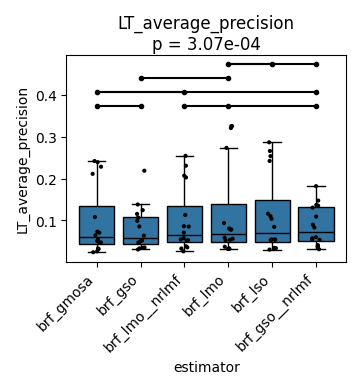 LT_average_precision
p = 3.07e-04
LT_average_precision
0.4
0.3
0.2
0.1
brf_gmosa
brf_gso
brf_lmo__nrlmf
brf_lmo
brf_lso
brf_gso__nrlmf
estimator